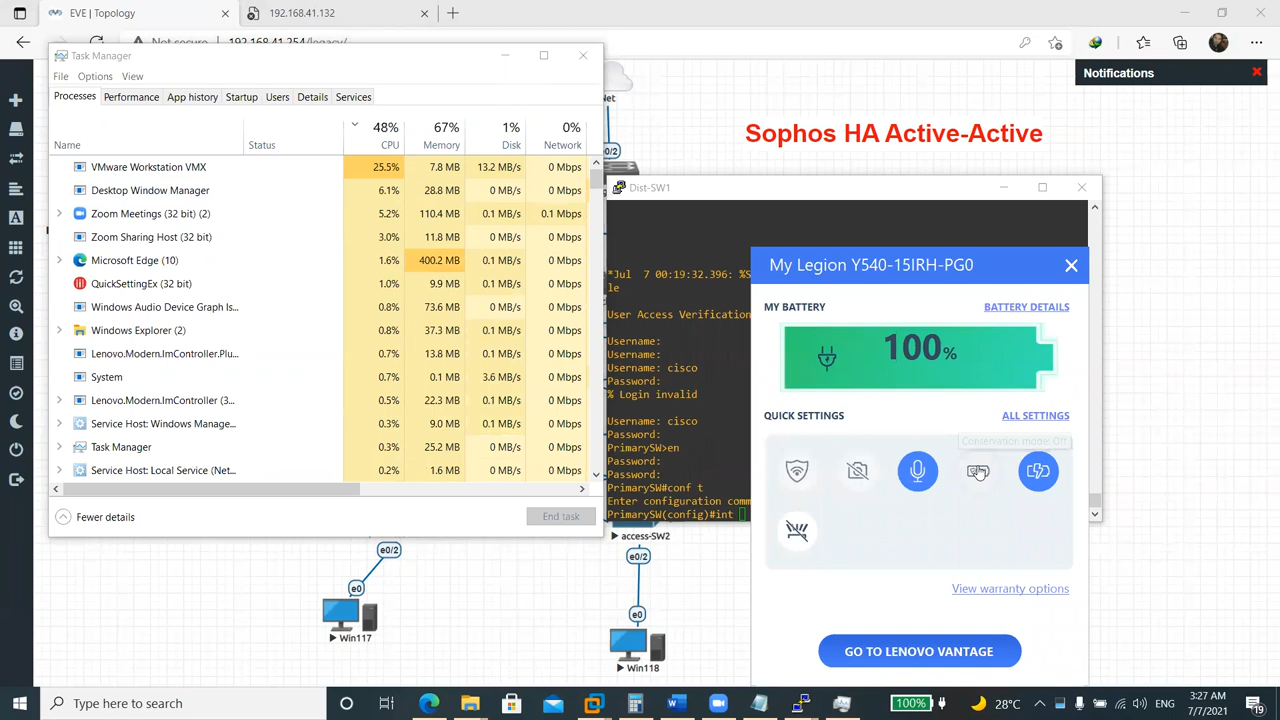 EVE | Topology
192.168.41.132
Not secure
192.168.41.254/legacy/
Task Manager
File Options View
Processes Performance App history Startup Users Details Services
48% 67% 1% 0%
Name Status CPU Memory Disk Network
VMware Workstation VMX 25.5% 7.8 MB 13.2 MB/s 0 Mbps
Desktop Window Manager 6.1% 28.8 MB 0 MB/s 0 Mbps
Zoom Meetings (32 bit) (2) 5.2% 110.4 MB 0.1 MB/s 0.1 Mbps
Zoom Sharing Host (32 bit) 3.0% 11.8 MB 0.1 MB/s 0 Mbps
Microsoft Edge (10) 1.6% 400.2 MB 0.1 MB/s 0 Mbps
QuickSettingEx (32 bit) 1.0% 9.9 MB 0.1 MB/s 0 Mbps
Windows Audio Device Graph Is... 0.8% 73.6 MB 0 MB/s 0 Mbps
Windows Explorer (2) 0.8% 37.3 MB 0.1 MB/s 0 Mbps
Lenovo.Modern.ImController.Plu... 0.7% 13.8 MB 0 MB/s 0 Mbps
System 0.7% 0.1 MB 3.6 MB/s 0 Mbps
Lenovo.Modern.ImController (3... 0.5% 22.3 MB 0.1 MB/s 0 Mbps
Service Host: Windows Manage... 0.3% 9.0 MB 0.1 MB/s 0 Mbps
Task Manager 0.3% 25.2 MB 0 MB/s 0 Mbps
Service Host: Local Service (Net... 0.2% 1.6 MB 0 MB/s 0 Mbps
Fewer details
End task
Net
e0/2
Notifications
Sophos HA Active-Active
Dist-SW1
*Jul 7 00:19:32.396: %S
le
User Access Verification
Username:
Username:
Username: cisco
Password:
% Login invalid
Username: cisco
Password:
PrimarySW>en
Password:
Password:
PrimarySW#conf t
Enter configuration comm
PrimarySW(config)#int
My Legion Y540-15IRH-PG0
MY BATTERY
BATTERY DETAILS
100%
QUICK SETTINGS
ALL SETTINGS
Conservation mode: Off
View warranty options
GO TO LENOVO VANTAGE
access-SW2
e0/2
e0/2
e0
e0
Win117
Win118
Type here to search
100%
28°C
ENG
3:27 AM
7/7/2021
19